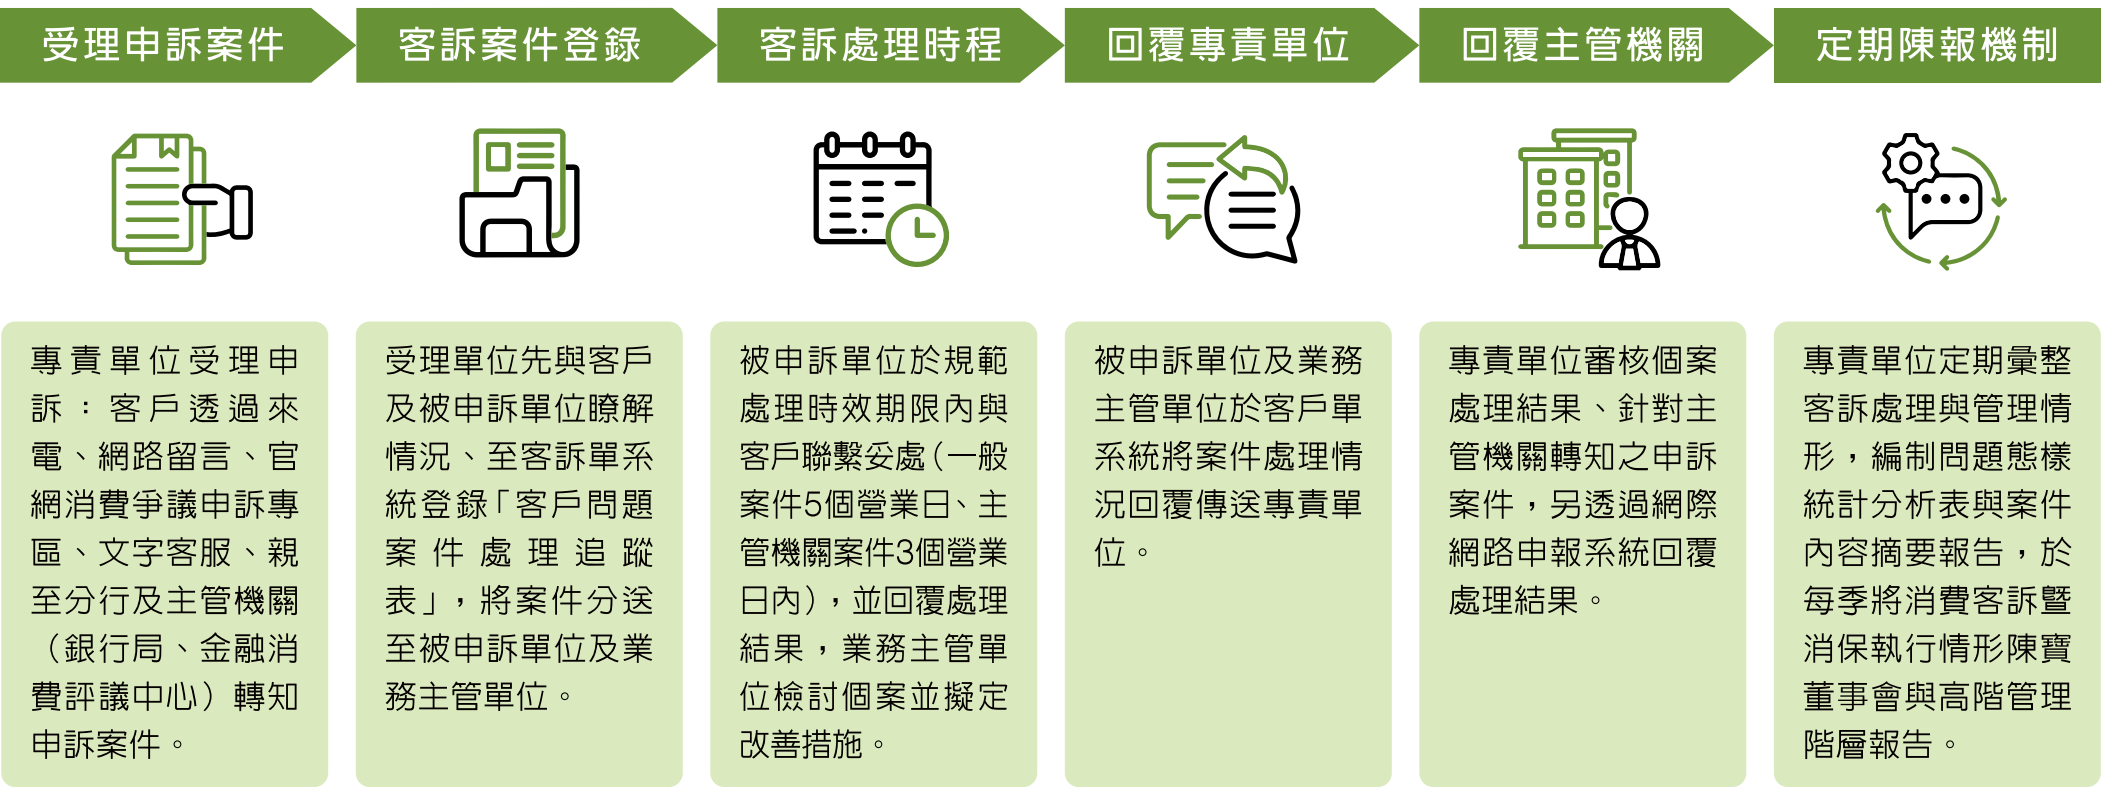 受理申訴案件
客訴案件登錄
客訴處理時程
回覆專責單位
回覆主管機關
定期陳報機制
專責單位受理申
訴：客戶透過來
電、網路留言、官
網消費爭議申訴專
區、文字客服、親
至分行及主管機關
（銀行局、金融消
費評議中心）轉知
申訴案件。
受理單位先與客戶
及被申訴單位瞭解
情況、至客訴單系
統登錄「客戶問題
案件處理追蹤
表」，將案件分送
至被申訴單位及業
務主管單位。
被申訴單位於規範
處理時效期限內與
客戶聯繫妥處（一般
案件5個營業日、主
管機關案件3個營業
日內），並回覆處理
結果，業務主管單
位檢討個案並擬定
改善措施。
被申訴單位及業務
主管單位於客戶單
系統將案件處理情
況回覆傳送專責單
位。
專責單位審核個案
處理結果、針對主
管機關轉知之申訴
案件，另透過網際
網路申報系統回覆
處理結果。
專責單位定期彙整
客訴處理與管理情
形，編制問題態樣
統計分析表與案件
內容摘要報告，於
每季將消費客訴暨
消保執行情形陳寶
董事會與高階管理
階層報告。